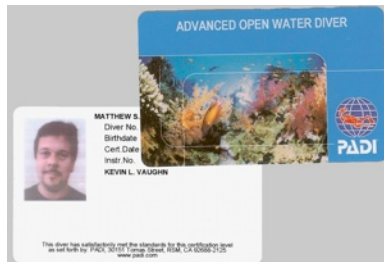 ADVANCED OPEN WATER DIVER
PADI
MATTHEW S.
Diver No.
Birthdate
Cert.Date
Instr.No.
KEVIN L. VAUGHN
This diver has satisfactorily met the standards for this certification level
as set forth by: PADI, 30151 Tomas Street, RSM, CA 92688-2125
www.padi.com